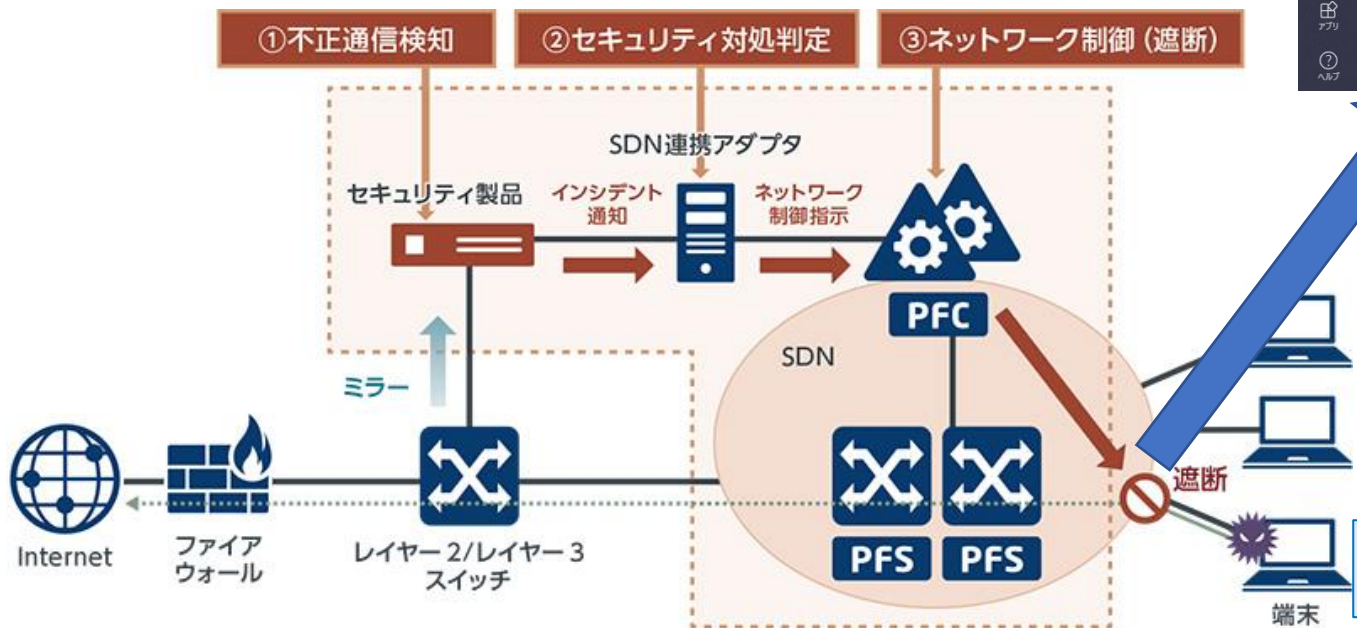 ①不正通信検知
②セキュリティ対処判定
③ネットワーク制御（遮断）
アプリ
ヘルプ
SDN連携アダプタ
セキュリティ製品
インシデント
通知
ネットワーク
制御指示
PFC
SDN
ミラー
遮断
Internet
ファイア
ウォール
レイヤー2/レイヤー3
スイッチ
PFS
PFS
端末